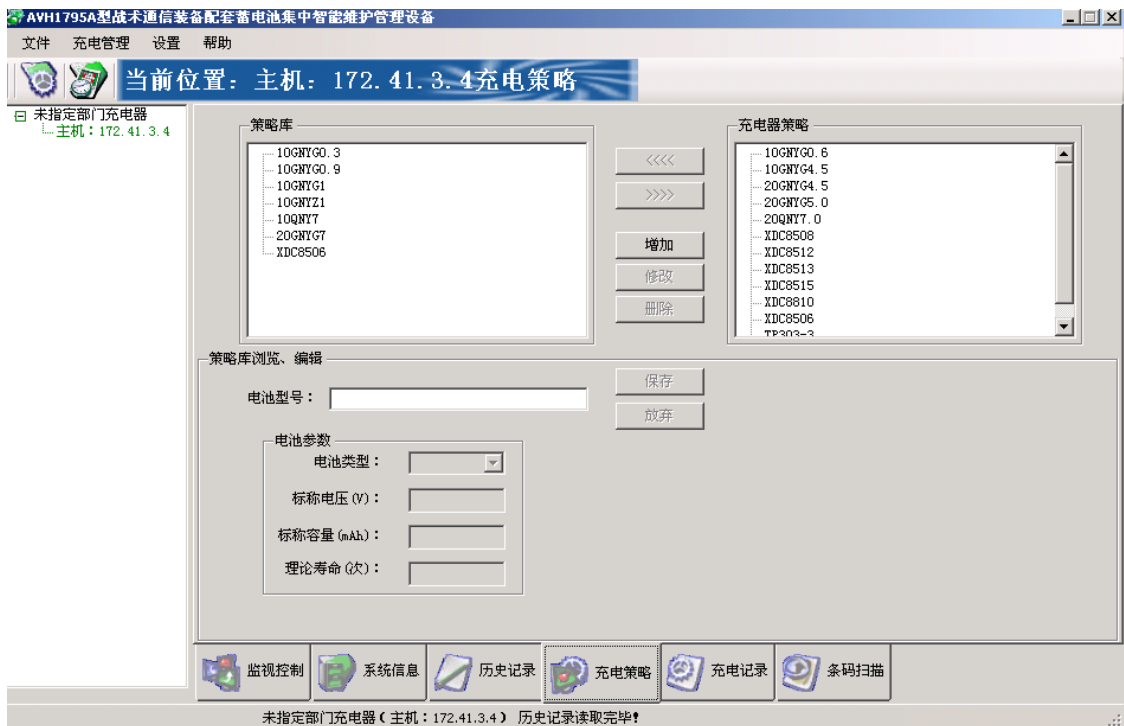 AVH1795A型战术通信装备配套蓄电池集中智能维护管理设备
文件 充电管理 设置 帮助
当前位置: 主机: 172.41.3.4充电策略
未指定部门充电器
主机：172.41.3.4
策略库
10GNYG0.3
10GNYG0.9
10GNYG1
10GNYZ1
10QNY7
20GNYG7
XDC8506
<<<<
>>>>
增加
修改
删除
充电器策略
10GNYG0.6
10GNYG4.5
20GNYG4.5
20GNYG5.0
20QNY7.0
XDC8508
XDC8512
XDC8513
XDC8515
XDC8810
XDC8506
TP303-3
策略库浏览、编辑
电池型号：
保存
放弃
电池参数
电池类型：
标称电压(V)：
标称容量(mAh)：
理论寿命(次)：
监视控制 系统信息 历史记录 充电策略 充电记录 条码扫描
未指定部门充电器(主机：172.41.3.4) 历史记录读取完毕!